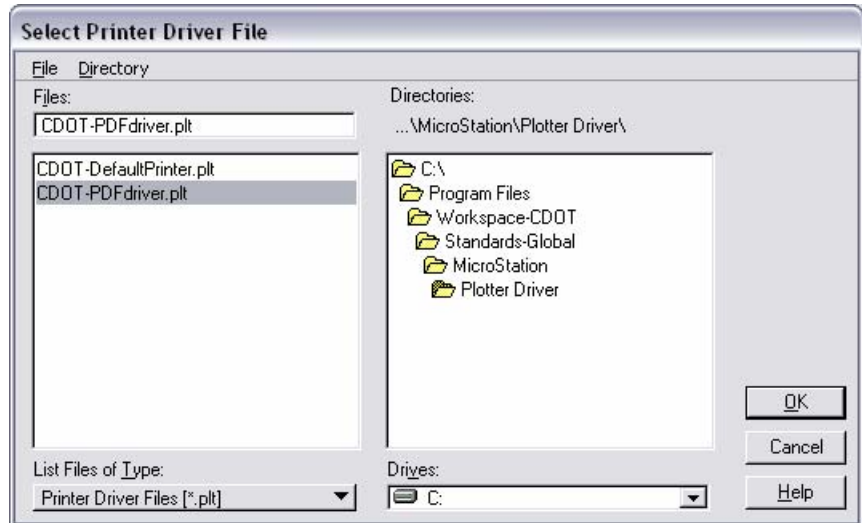 Select Printer Driver File
File Directory
Files:
CDOT-PDFdriver.plt
CDOT-DefaultPrinter.plt
CDOT-PDFdriver.plt
List Files of Type:
Printer Driver Files [*.plt]
Directories:
...\MicroStation\Plotter Driver\
C:\
Program Files
Workspace-CDOT
Standards-Global
MicroStation
Plotter Driver
Drives:
C:
OK
Cancel
Help